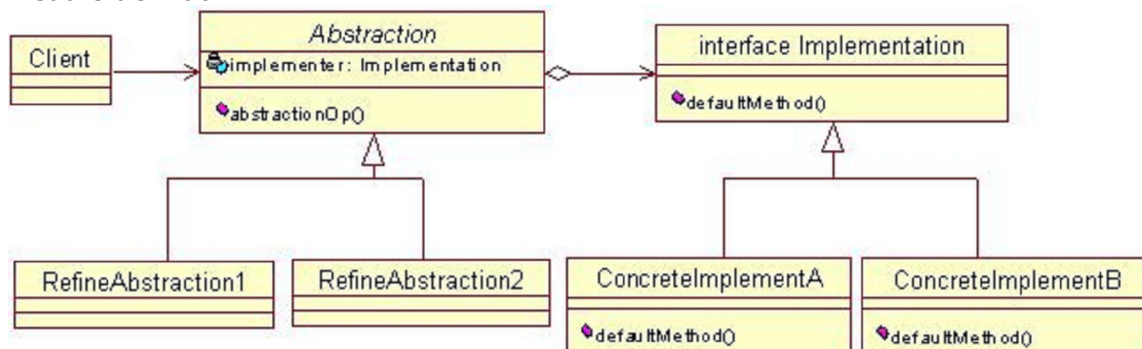 Client
Abstraction
implementer: Implementation
abstractionOp()
interface Implementation
defaultMethod()
RefineAbstraction1
RefineAbstraction2
ConcreteImplementA
defaultMethod()
ConcreteImplementB
defaultMethod()